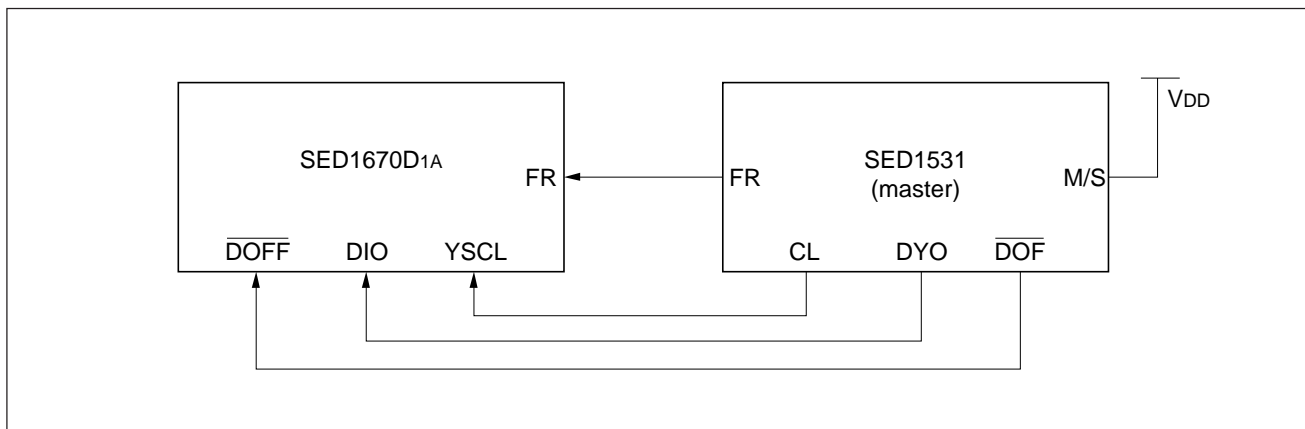 VDD
SED1670D1A
SED1531
(master)
FR
FR
M/S
DOFF
DIO
YSCL
CL
DYO
DOF